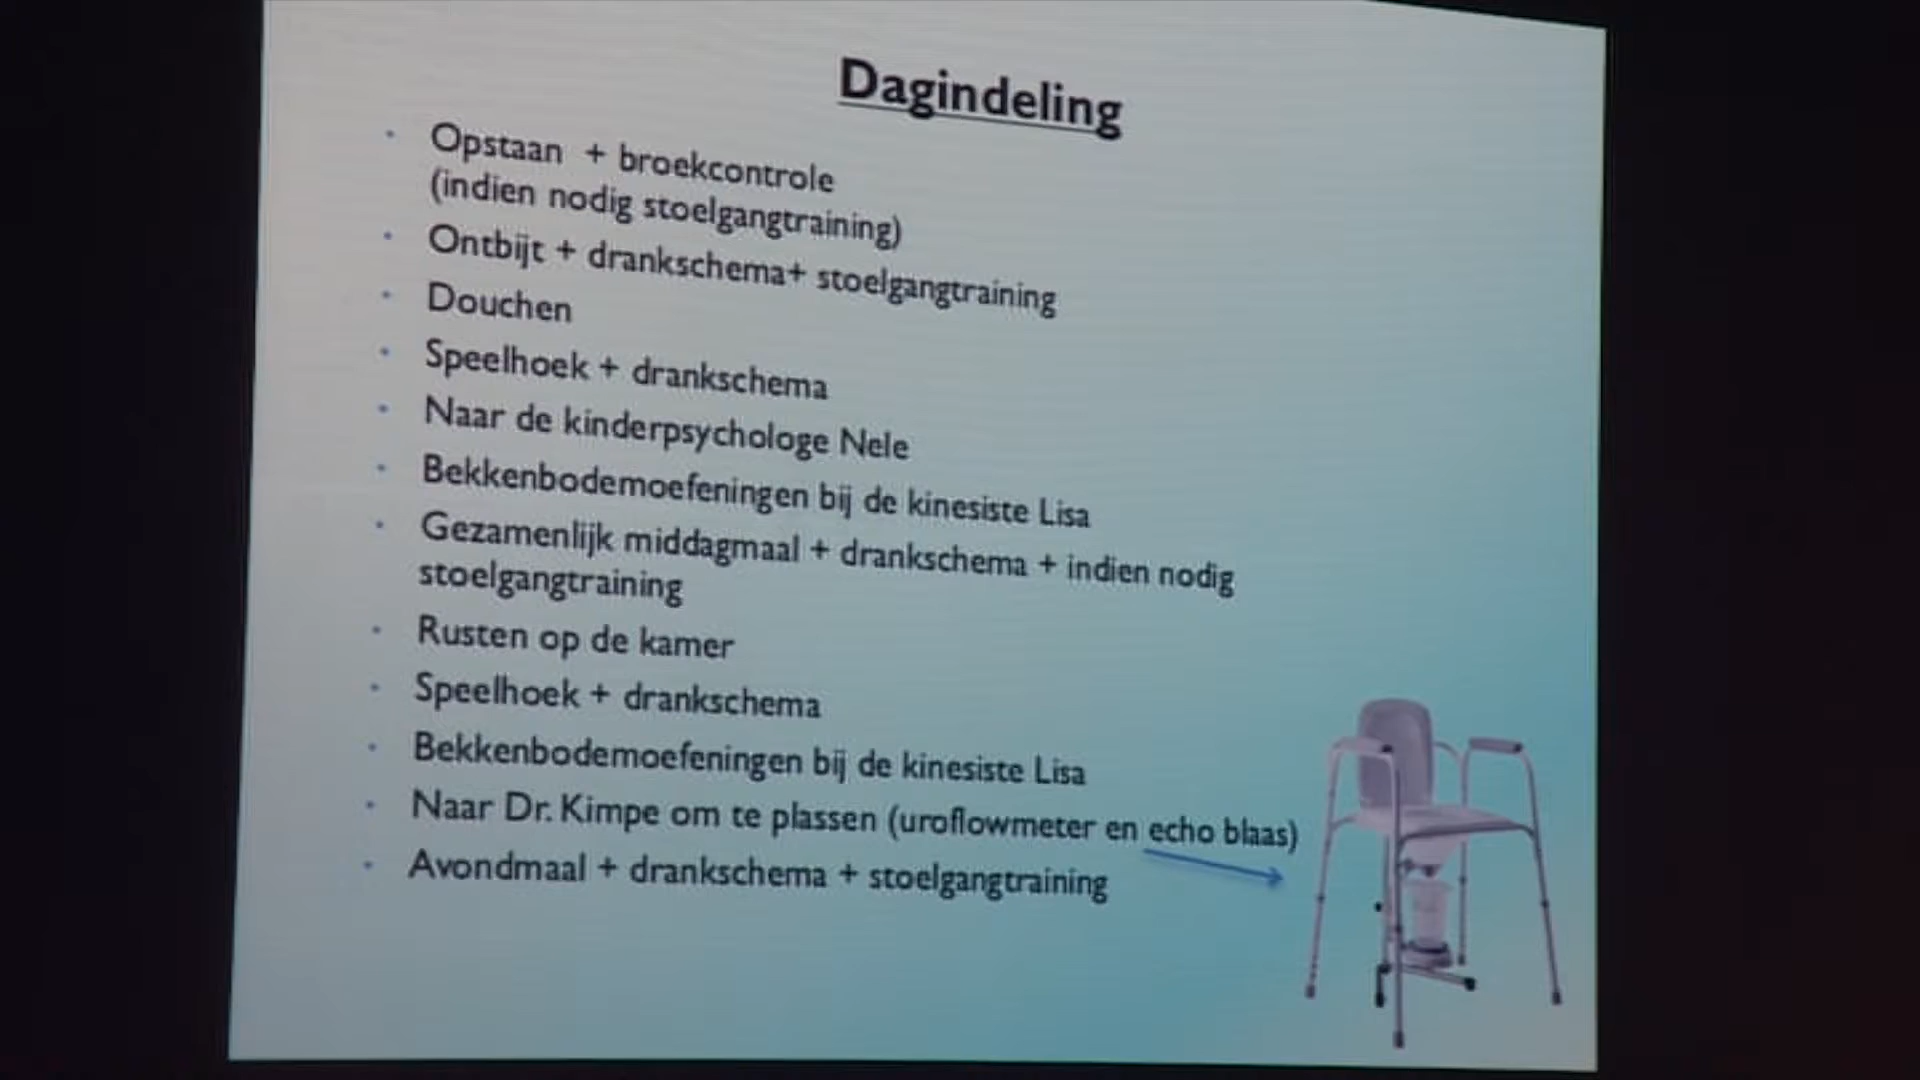 Dagindeling
• Opstaan + broekcontrole
(indien nodig stoelgangtraining)
• Ontbijt + drankschema+ stoelgangtraining
• Douchen
• Speelhoek + drankschema
• Naar de kinderpsychologe Nele
• Bekkenbodemoefeningen bij de kinesiste Lisa
• Gezamenlijk middagmaal + drankschema + indien nodig
stoelgangtraining
• Rusten op de kamer
• Speelhoek + drankschema
• Bekkenbodemoefeningen bij de kinesiste Lisa
• Naar Dr. Kimpe om te plassen (uroflowmeter en echo blaas)
• Avondmaal + drankschema + stoelgangtraining